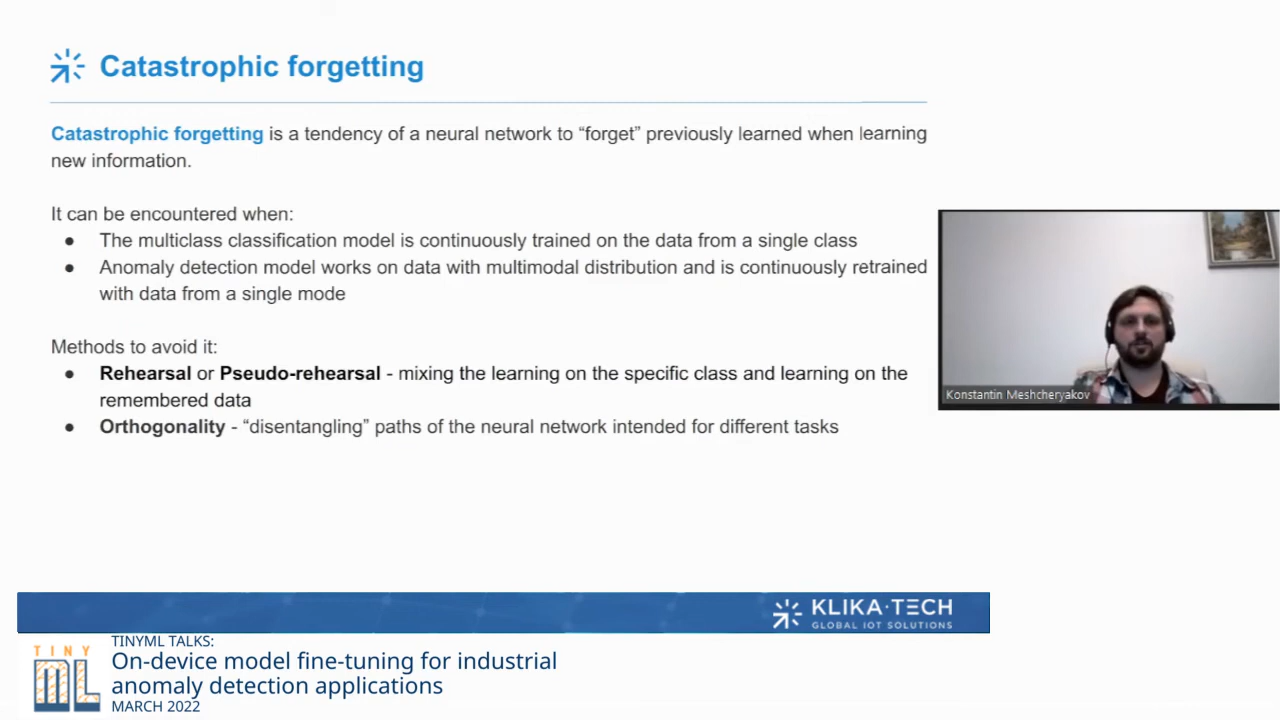 Catastrophic forgetting
Catastrophic forgetting is a tendency of a neural network to “forget” previously learned when learning
new information.
It can be encountered when:
● The multiclass classification model is continuously trained on the data from a single class
● Anomaly detection model works on data with multimodal distribution and is continuously retrained
with data from a single mode
Methods to avoid it:
● Rehearsal or Pseudo-rehearsal - mixing the learning on the specific class and learning on the
remembered data
● Orthogonality - “disentangling” paths of the neural network intended for different tasks
Konstantin Meshcheryakov
KLIKA·TECH
GLOBAL IOT SOLUTIONS
TINY
mL
TINYML TALKS:
On-device model fine-tuning for industrial
anomaly detection applications
MARCH 2022